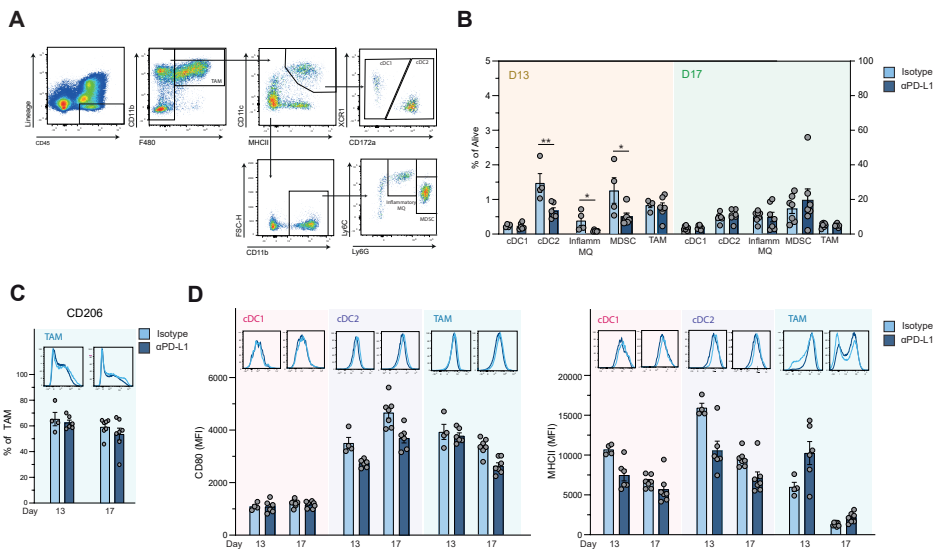 A
Lineage
CD45
CD11b
F480
TAM
CD11c
MHCII
XCR1
CD172a
cDC1
cDC2
FSC-H
CD11b
Ly6C
Ly6G
Inflammatory
MQ
MDSC
B
% of Alive
5
4
3
2
1
0
D13
D17
100
80
60
40
20
0
Isotype
αPD-L1
**
*
*
cDC1
cDC2
Inflamm
MQ
MDSC
TAM
cDC1
cDC2
Inflamm
MQ
MDSC
TAM
C
CD206
TAM
Isotype
αPD-L1
% of TAM
100
80
60
40
20
0
Day
13
17
D
cDC1
cDC2
TAM
CD80 (MFI)
6000
4000
2000
0
Day
13
17
13
17
13
17
cDC1
cDC2
TAM
Isotype
αPD-L1
MHCII (MFI)
20000
15000
10000
5000
0
Day
13
17
13
17
13
17